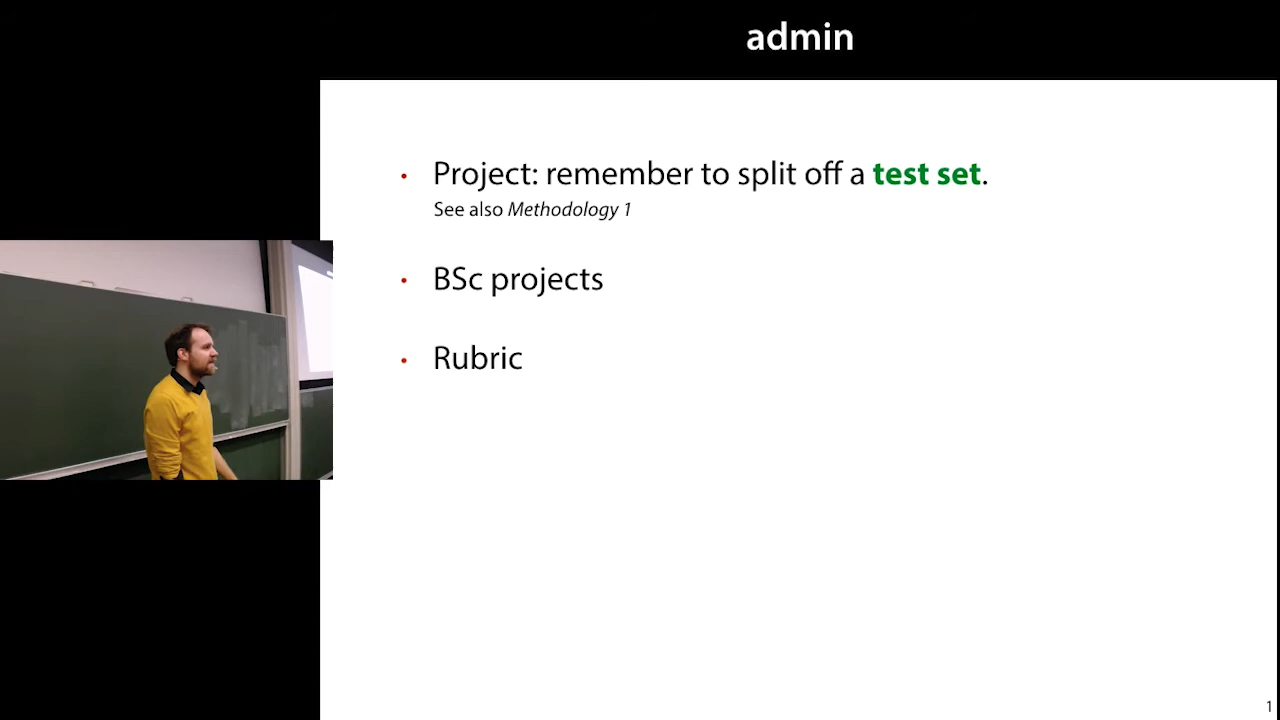 admin
• Project: remember to split off a test set.
See also Methodology 1
• BSc projects
• Rubric
1